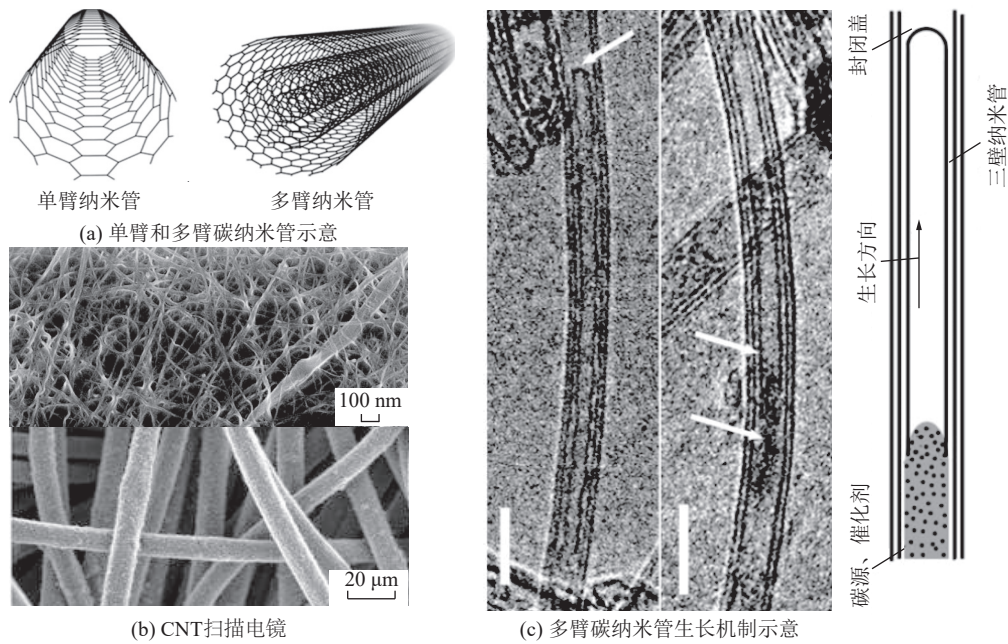 单臂纳米管
多臂纳米管
(a) 单臂和多臂碳纳米管示意
100 nm
20 μm
(b) CNT扫描电镜
封闭盖
三壁纳米管
生长方向
碳源、催化剂
(c) 多臂碳纳米管生长机制示意